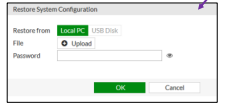 Restore System Configuration
Restore from Local PC USB Disk
File Upload
Password
OK Cancel